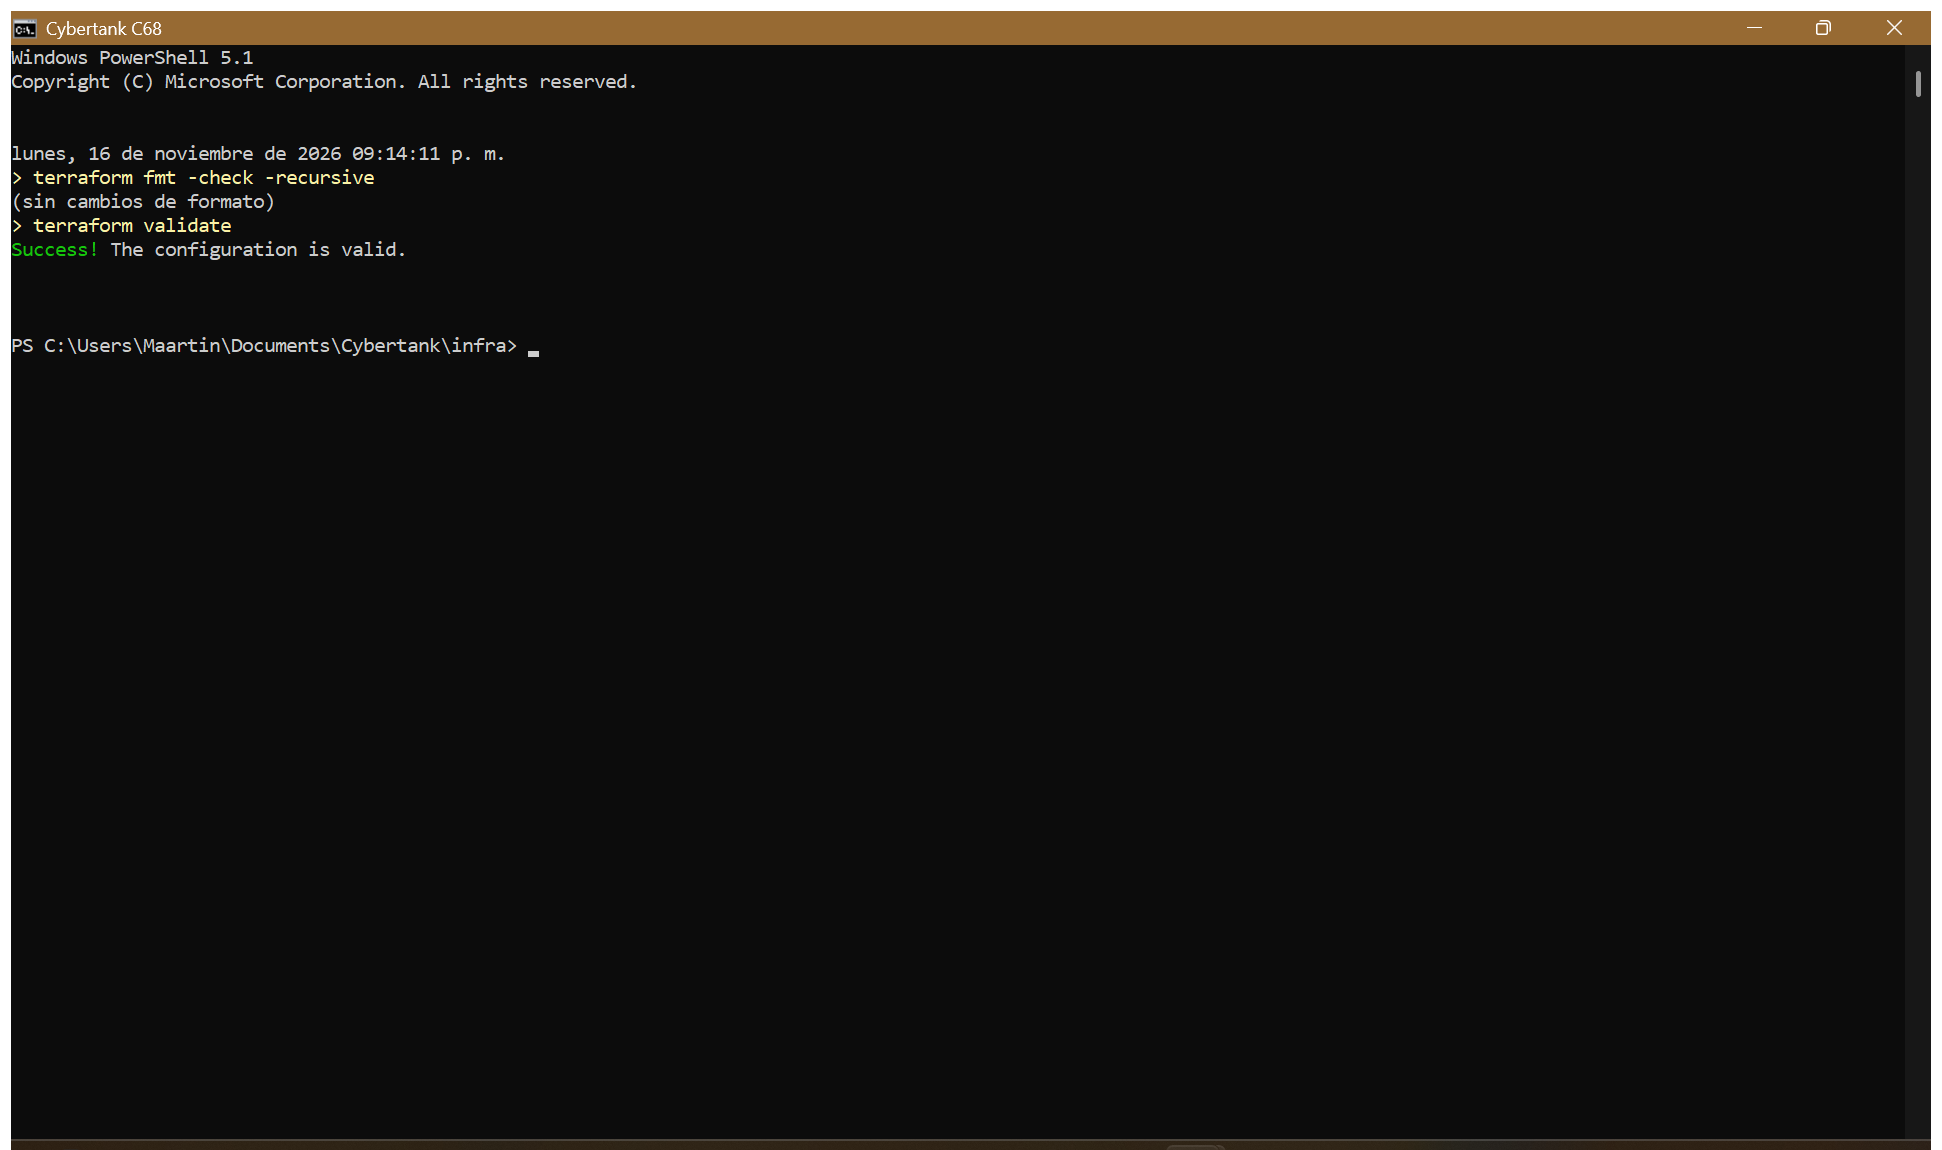 Cybertank C68
Windows PowerShell 5.1
Copyright (C) Microsoft Corporation. All rights reserved.
lunes, 16 de noviembre de 2026 09:14:11 p. m.
> terraform fmt -check -recursive
(sin cambios de formato)
> terraform validate
Success! The configuration is valid.
PS C:\Users\Maartin\Documents\Cybertank\infra>